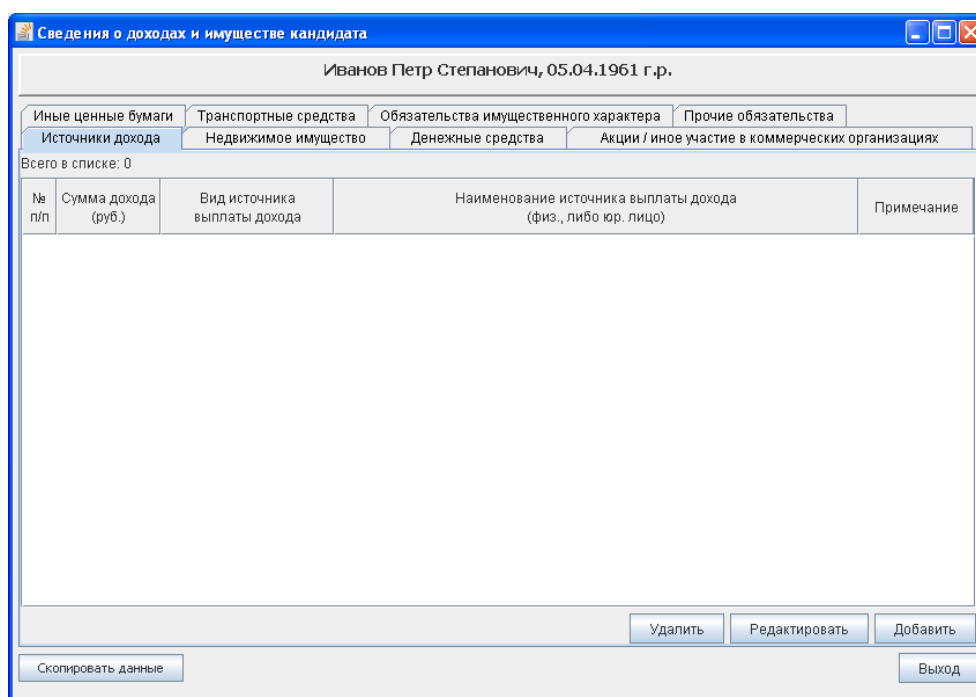 Сведения о доходах и имуществе кандидата
Иванов Петр Степанович, 05.04.1961 г.р.
Иные ценные бумаги Транспортные средства Обязательства имущественного характера Прочие обязательства
Источники дохода Недвижимое имущество Денежные средства Акции / иное участие в коммерческих организациях
Всего в списке: 0
№ п/п
Сумма дохода (руб.)
Вид источника выплаты дохода
Наименование источника выплаты дохода (физ., либо юр. лицо)
Примечание
Удалить Редактировать Добавить
Скопировать данные Выход